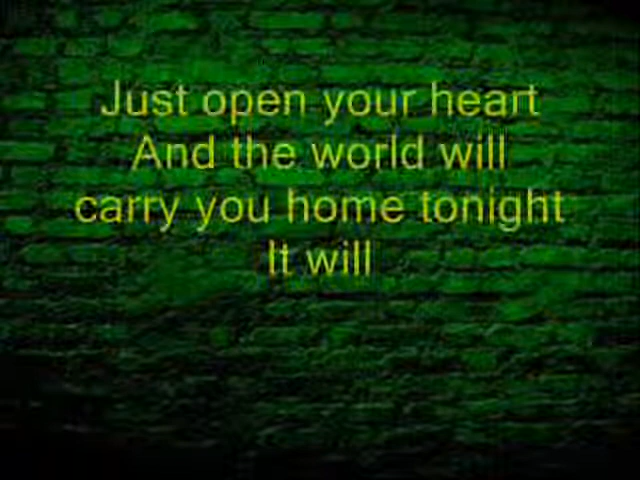 Just open your heart
And the world will
carry you home tonight
It will